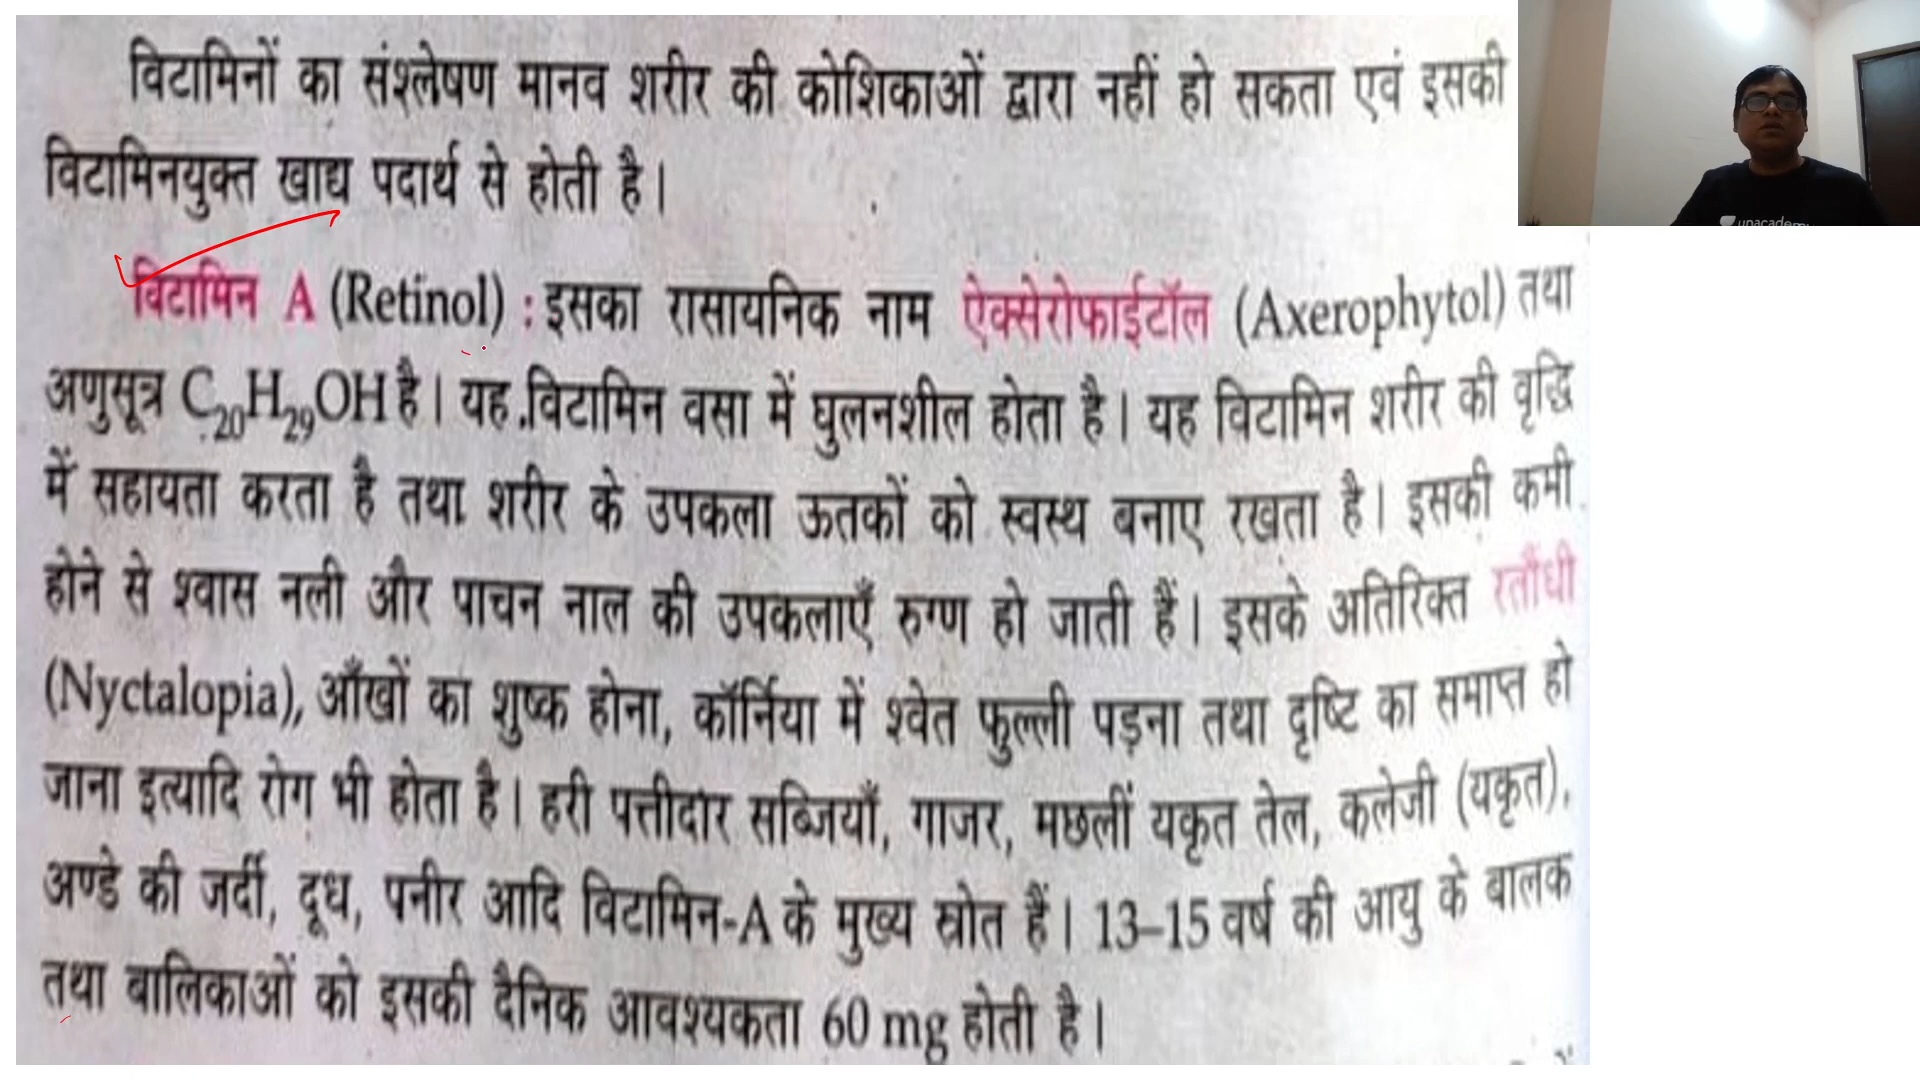 विटामिनों का संश्लेषण मानव शरीर की कोशिकाओं द्वारा नहीं हो सकता एवं इसकी
विटामिनयुक्त खाद्य पदार्थ से होती है।
विटामिन A (Retinol) : इसका रासायनिक नाम ऐक्सेरोफाईटॉल (Axerophytol) तथा
अणुसूत्र C₂₀H₂₉OH है। यह विटामिन वसा में घुलनशील होता है। यह विटामिन शरीर की वृद्धि
में सहायता करता है तथा शरीर के उपकला ऊतकों को स्वस्थ बनाए रखता है। इसकी कमी
होने से श्वास नली और पाचन नाल की उपकलाएँ रुग्ण हो जाती हैं। इसके अतिरिक्त रतौंधी
(Nyctalopia), आँखों का शुष्क होना, कॉर्निया में श्वेत फुल्ली पड़ना तथा दृष्टि का समाप्त हो
जाना इत्यादि रोग भी होता है। हरी पत्तीदार सब्जियाँ, गाजर, मछली यकृत तेल, कलेजी (यकृत),
अण्डे की जर्दी, दूध, पनीर आदि विटामिन-A के मुख्य स्रोत हैं। 13–15 वर्ष की आयु के बालक
तथा बालिकाओं को इसकी दैनिक आवश्यकता 60 mg होती है।